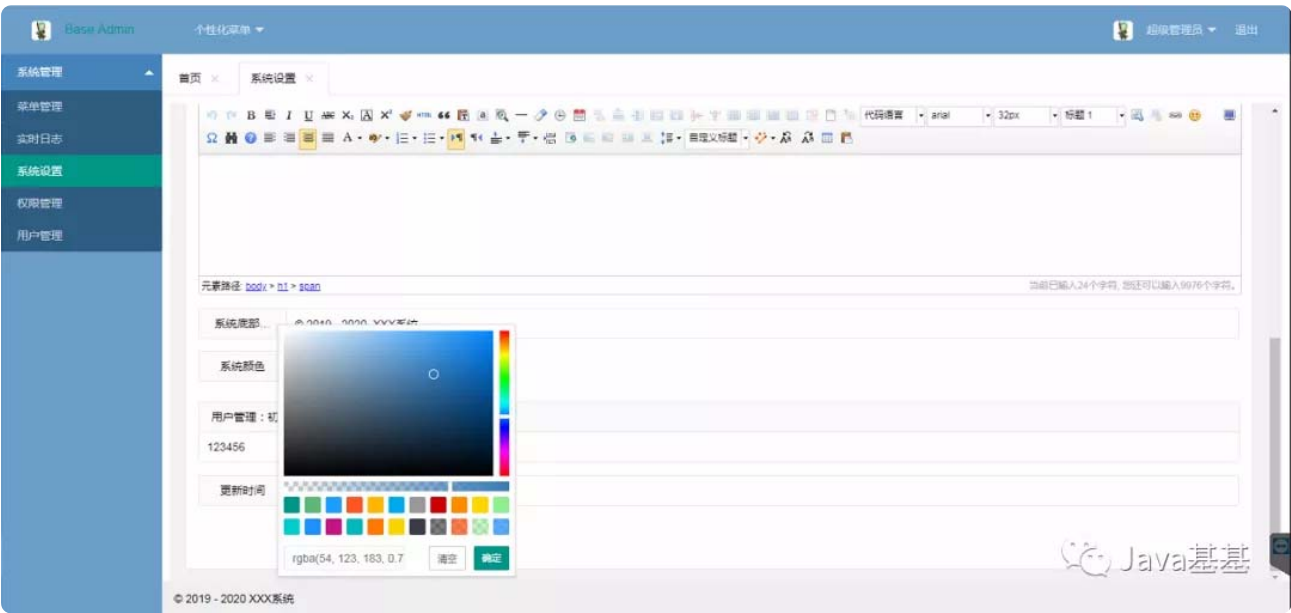 Base Admin 个性化菜单 超级管理员 退出
系统管理
首页 × 系统设置 ×
菜单管理
实时日志
系统设置
权限管理
用户管理
代码语言 arial 32px 标题 1
自定义标题
元素路径: body > h1 > span 当前已输入24个字符, 您还可以输入9976个字符。
系统底部... © 2019 - 2020 XXX系统
系统颜色
用户管理：初
123456
更新时间
rgba(54, 123, 183, 0.7 清空 确定
Java基基
© 2019 - 2020 XXX系统